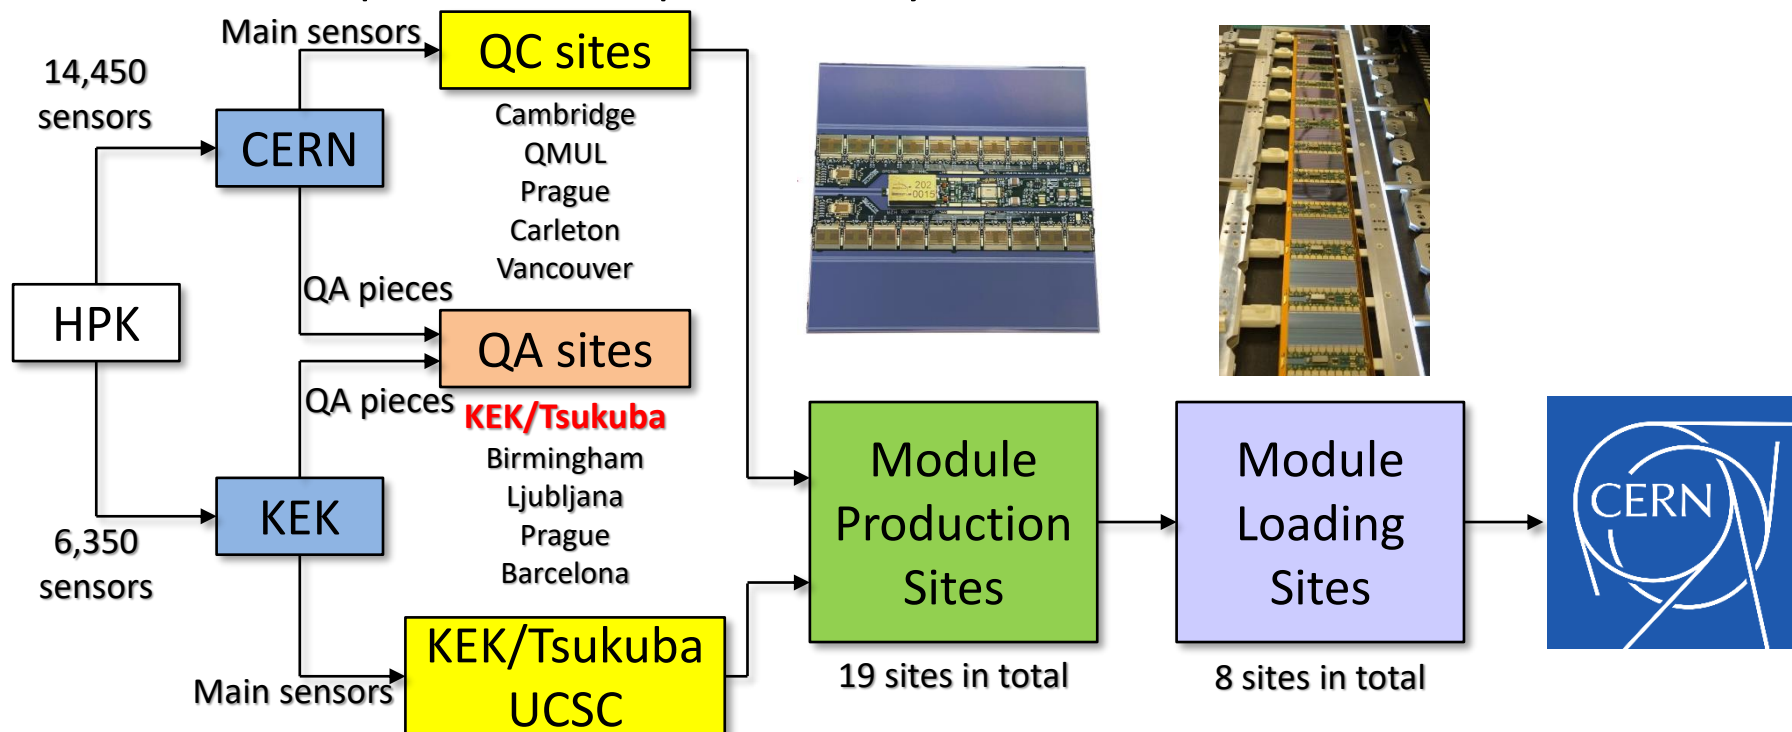 Main sensors
QC sites
14,450
sensors
CERN
Cambridge
QMUL
Prague
Carleton
Vancouver
202
0015
QA pieces
HPK
QA sites
QA pieces
KEK/Tsukuba
Birmingham
Ljubljana
Prague
Barcelona
KEK
6,350
sensors
Main sensors
KEK/Tsukuba
UCSC
Module
Production
Sites
19 sites in total
Module
Loading
Sites
8 sites in total
CERN